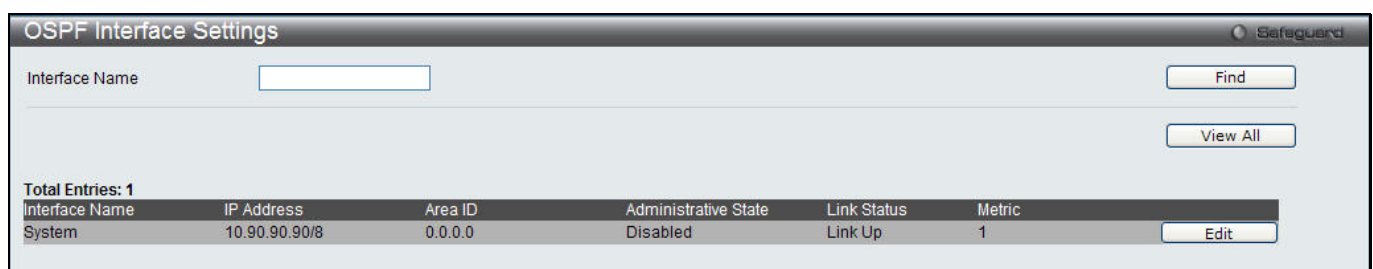 OSPF Interface Settings
Safeguard
Interface Name Find
View All
Total Entries: 1
Interface Name IP Address Area ID Administrative State Link Status Metric
System 10.90.90.90/8 0.0.0.0 Disabled Link Up 1 Edit